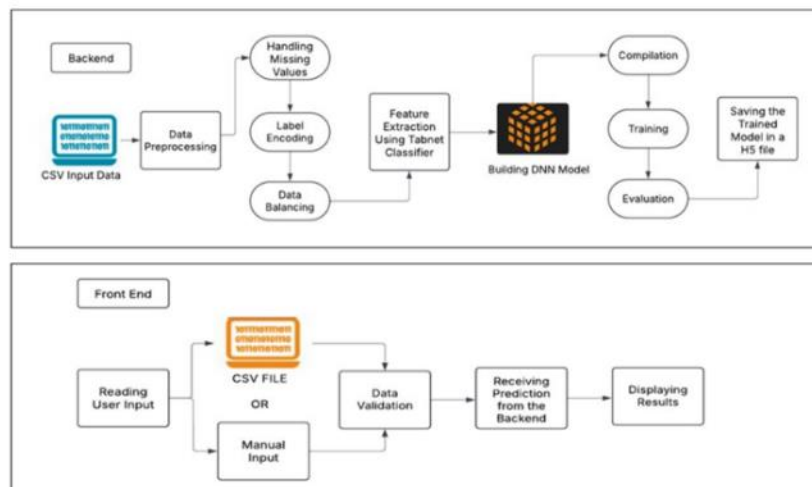 Backend
CSV Input Data
Data
Preprocessing
Handling
Missing
Values
Label
Encoding
Data
Balancing
Feature
Extraction
Using Tabnet
Classifier
Building DNN Model
Compilation
Training
Evaluation
Saving the
Trained
Model in a
H5 file
Front End
Reading
User Input
CSV FILE
OR
Manual
Input
Data
Validation
Receiving
Prediction
from the
Backend
Displaying
Results